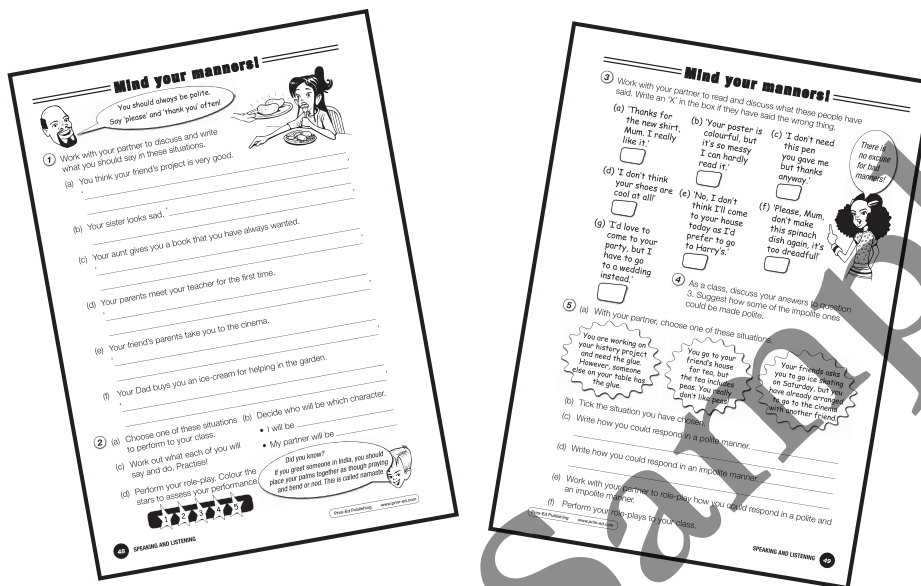 Mind your manners!
You should always be polite.
Say 'please' and 'thank you' often!
1 Work with your partner to discuss and write
what you should say in these situations.
(a) You think your friend's project is very good.
'
'
(b) Your sister looks sad. '
'
(c) Your aunt gives you a book that you have always wanted.
'
'
(d) Your parents meet your teacher for the first time.
'
'
(e) Your friend's parents take you to the cinema.
'
'
(f) Your Dad buys you an ice-cream for helping in the garden.
'
'
2 (a) Choose one of these situations
to perform to your class.
(b) Decide who will be which character.
• I will be
• My partner will be
(c) Work out what each of you will
say and do. Practise!
(d) Perform your role-play. Colour the
stars to assess your performance.
1 2 3 4 5
Did you know?
If you greet someone in India, you should
place your palms together as though praying
and bend or nod. This is called namaste.
Prim-Ed Publishing www.prim-ed.com
48 SPEAKING AND LISTENING
Mind your manners!
3 Work with your partner to read and discuss what these people have
said. Write an 'X' in the box if they have said the wrong thing.
(a) 'Thanks for
the new shirt,
Mum. I really
like it.'
(b) 'Your poster is
colourful, but
it's so messy
I can hardly
read it.'
(c) 'I don't need
this pen
you gave me
but thanks
anyway.'
There is
no excuse
for bad
manners!
(d) 'I don't think
your shoes are
cool at all!'
(e) 'No, I don't
think I'll come
to your house
today as I'd
prefer to go
to Harry's.'
(f) 'Please, Mum,
don't make
this spinach
dish again, it's
too dreadful!'
(g) 'I'd love to
come to your
party, but I
have to go
to a wedding
instead.'
4 As a class, discuss your answers to question
3. Suggest how some of the impolite ones
could be made polite.
5 (a) With your partner, choose one of these situations.
You are working on
your history project
and need the glue.
However, someone
else on your table has
the glue.
You go to your
friend's house
for tea, but
the tea includes
peas. You really
don't like peas!
Your friends asks
you to go ice skating
on Saturday, but you
have already arranged
to go to the cinema
with another friend.
(b) Tick the situation you have chosen.
(c) Write how you could respond in a polite manner.
(d) Write how you could respond in an impolite manner.
(e) Work with your partner to role-play how you could respond in a polite and
an impolite manner.
(f) Perform your role-plays to your class.
Prim-Ed Publishing www.prim-ed.com
SPEAKING AND LISTENING 49
Sample